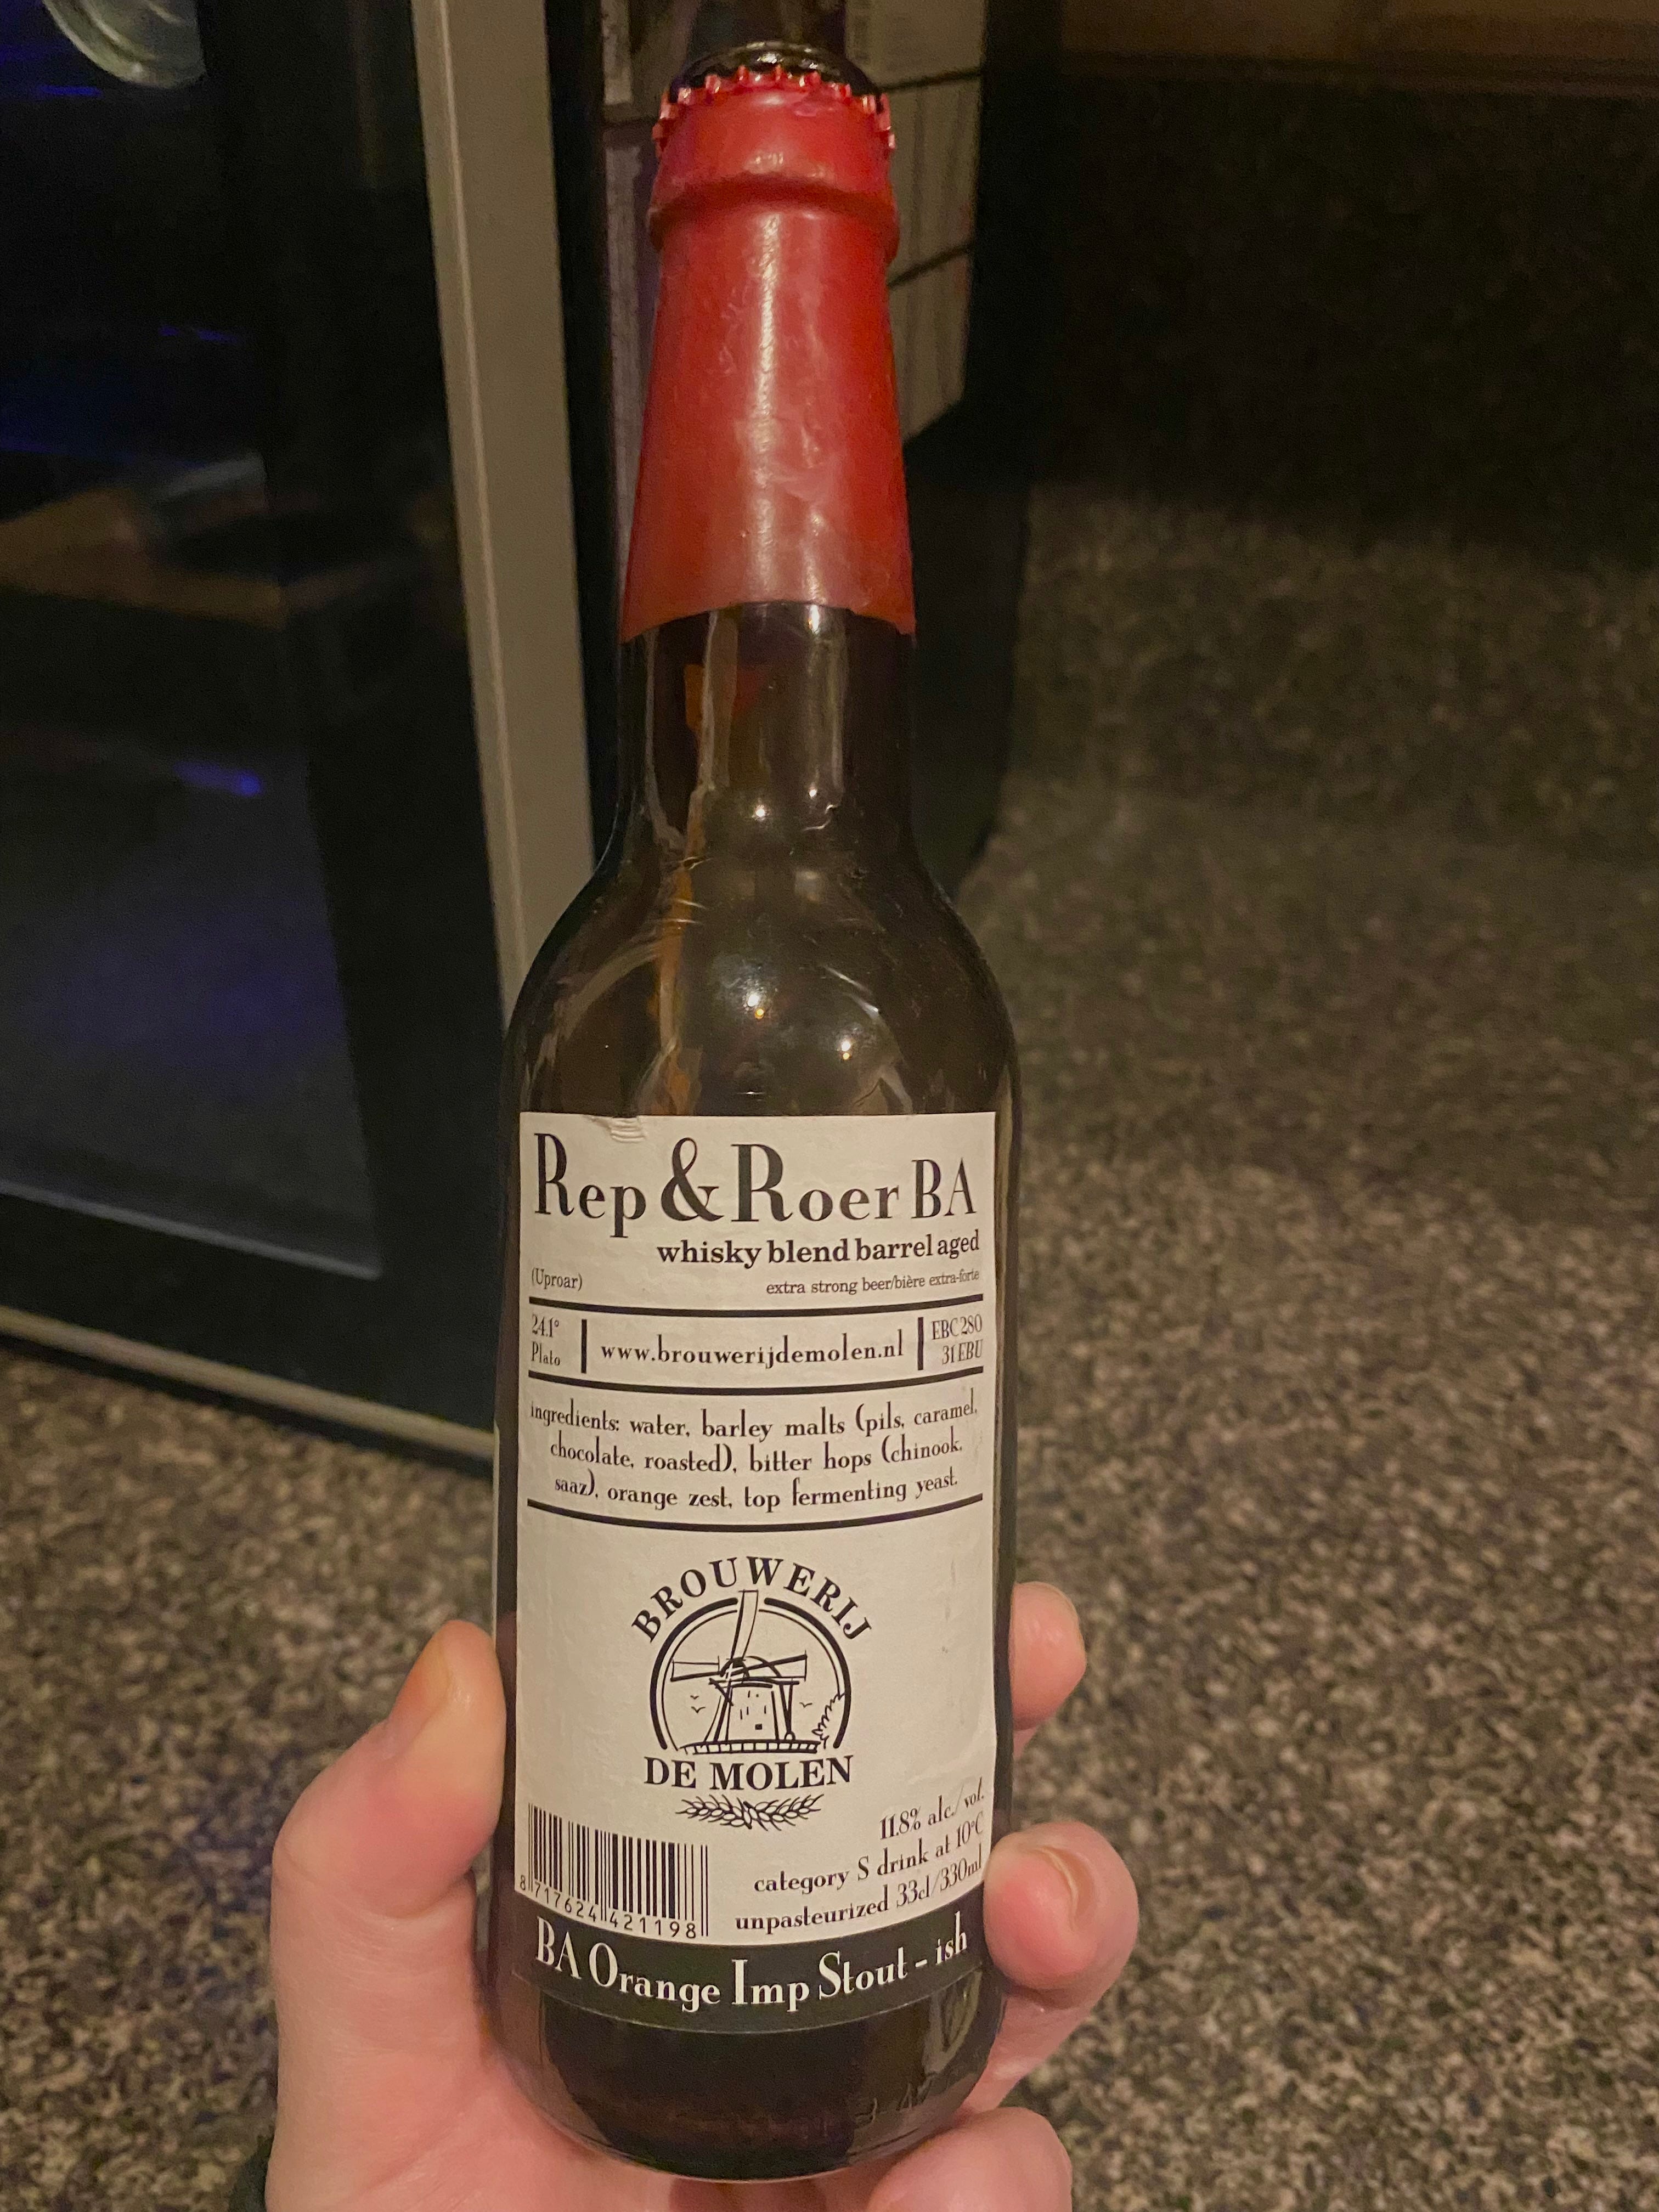 Rep & Roer BA
whisky blend barrel aged
(Uproar)
extra strong beer/bière extra-forte
24.1°
Plato
www.brouwerijdemolen.nl
EBC 280
31 EBU
ingredients: water, barley malts (pils, caramel,
chocolate, roasted), bitter hops (chinook,
saaz), orange zest, top fermenting yeast.
BROUWERIJ
DE MOLEN
11.8% alc./vol.
category S drink at 10°C
unpasteurized 33cl/330ml
8 717624 421198
BA Orange Imp Stout - ish